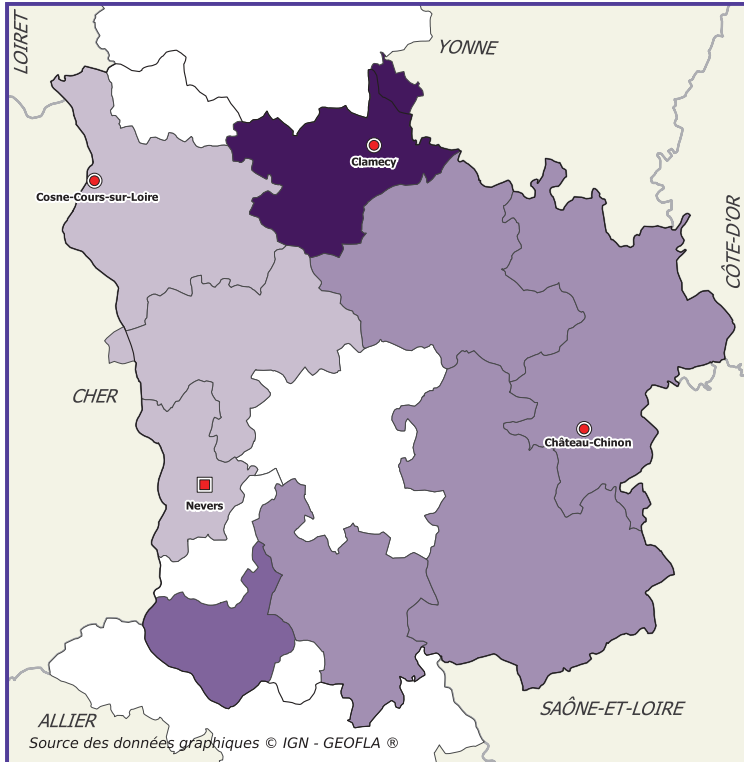 LOIRET
YONNE
Clamecy
Cosne-Cours-sur-Loire
CÔTE-D'OR
CHER
Château-Chinon
Nevers
SAÔNE-ET-LOIRE
ALLIER
Source des données graphiques © IGN - GEOFLA ®